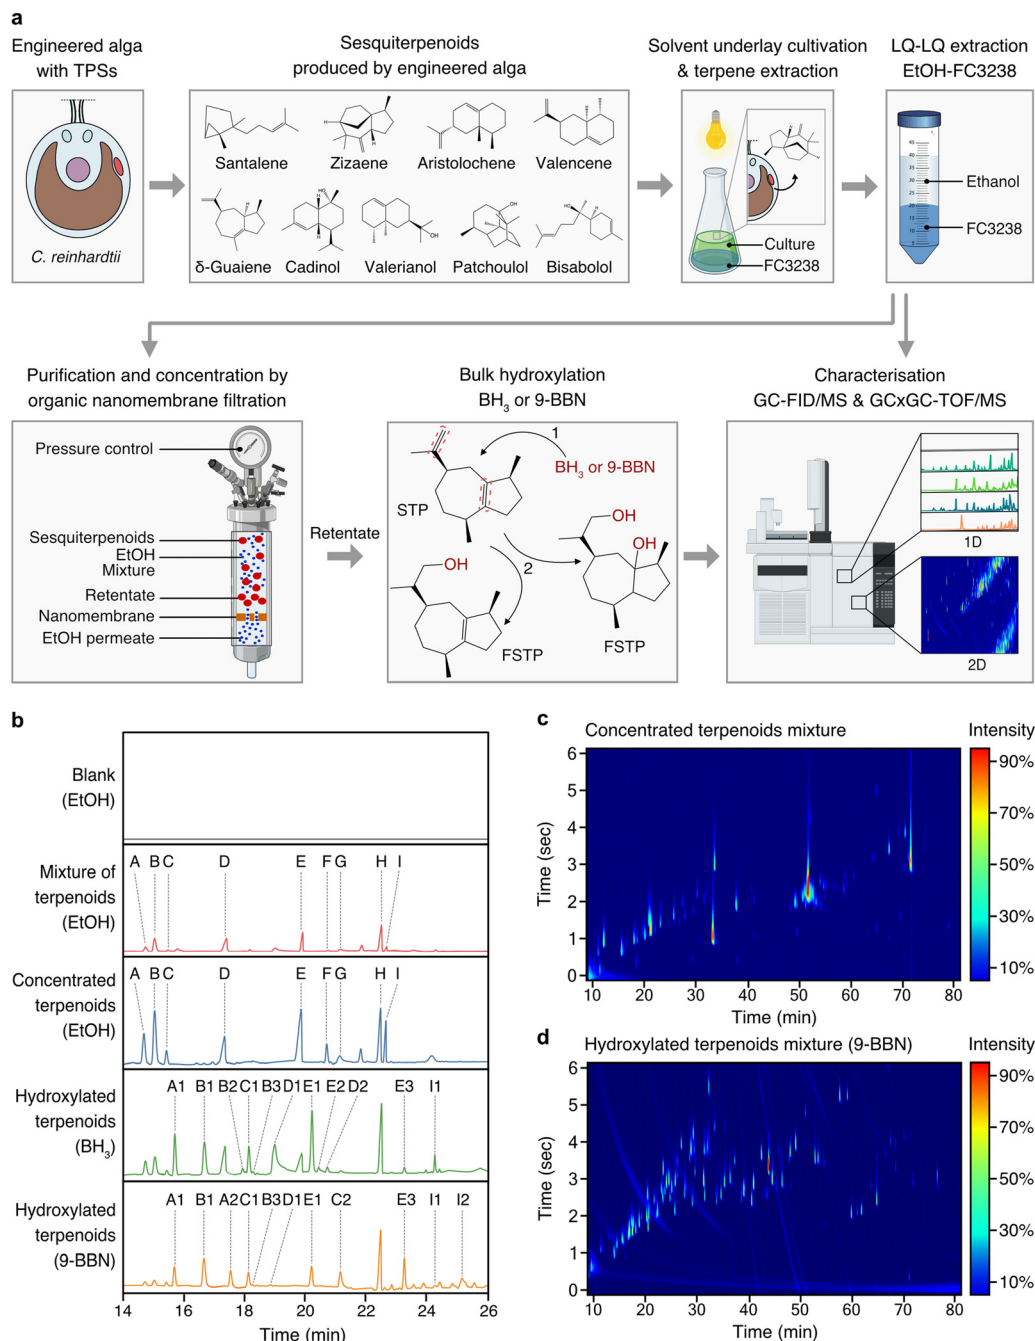 a
Engineered alga
with TPSs
C. reinhardtii
Sesquiterpenoids
produced by engineered alga
Santalene
Zizaene
Aristolochene
Valencene
δ-Guaiene
Cadinol
Valerianol
Patchoulol
Bisabolol
Solvent underlay cultivation
& terpene extraction
Culture
FC3238
LQ-LQ extraction
EtOH-FC3238
Ethanol
FC3238
Purification and concentration by
organic nanomembrane filtration
Pressure control
Sesquiterpenoids
EtOH
Mixture
Retentate
Nanomembrane
EtOH permeate
Retentate
Bulk hydroxylation
BH₃ or 9-BBN
1
BH₃ or 9-BBN
STP
OH
OH
2
OH
FSTP
FSTP
Characterisation
GC-FID/MS & GCxGC-TOF/MS
1D
2D
b
Blank
(EtOH)
Mixture of
terpenoids
(EtOH)
A B C D E F G H I
Concentrated
terpenoids
(EtOH)
A B C D E F G H I
Hydroxylated
terpenoids
(BH₃)
A1 B1 B2 C1 B3 D1 E1 E2 D2 E3 I1
Hydroxylated
terpenoids
(9-BBN)
A1 B1 A2 C1 B3 D1 E1 C2 E3 I1 I2
14 16 18 20 22 24 26
Time (min)
c
Concentrated terpenoids mixture
Intensity
6
5
4
3
2
1
0
Time (sec)
10 20 30 40 50 60 70 80
Time (min)
90%
70%
50%
30%
10%
d
Hydroxylated terpenoids mixture (9-BBN)
Intensity
6
5
4
3
2
1
0
Time (sec)
10 20 30 40 50 60 70 80
Time (min)
90%
70%
50%
30%
10%